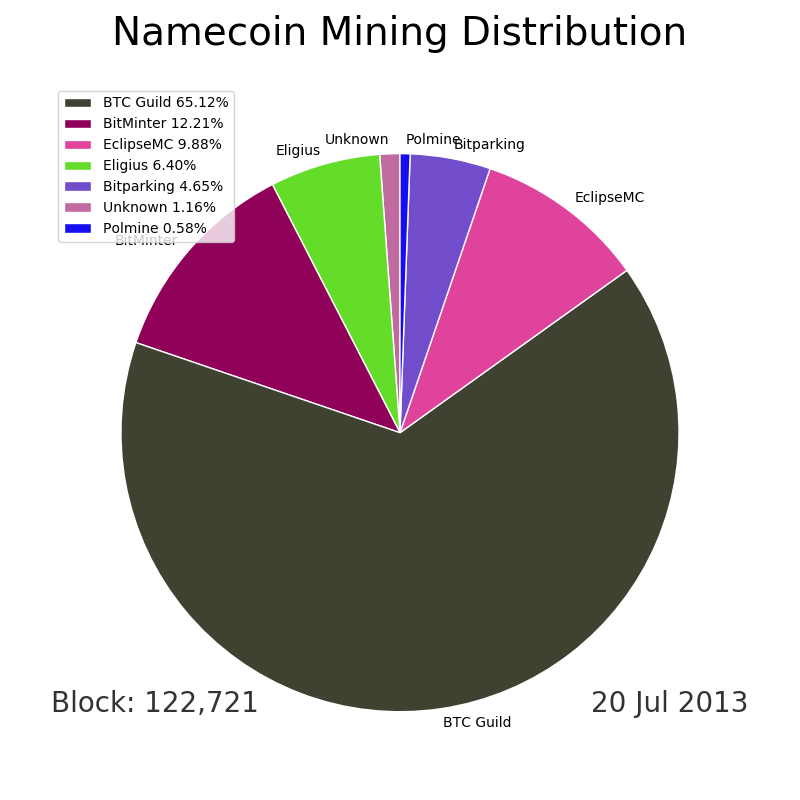 Namecoin Mining Distribution
BTC Guild 65.12%
BitMinter 12.21%
EclipseMC 9.88%
Eligius 6.40%
Bitparking 4.65%
Unknown 1.16%
Polmine 0.58%
Unknown
Polmine
Bitparking
Eligius
EclipseMC
BitMinter
BTC Guild
Block: 122,721
20 Jul 2013